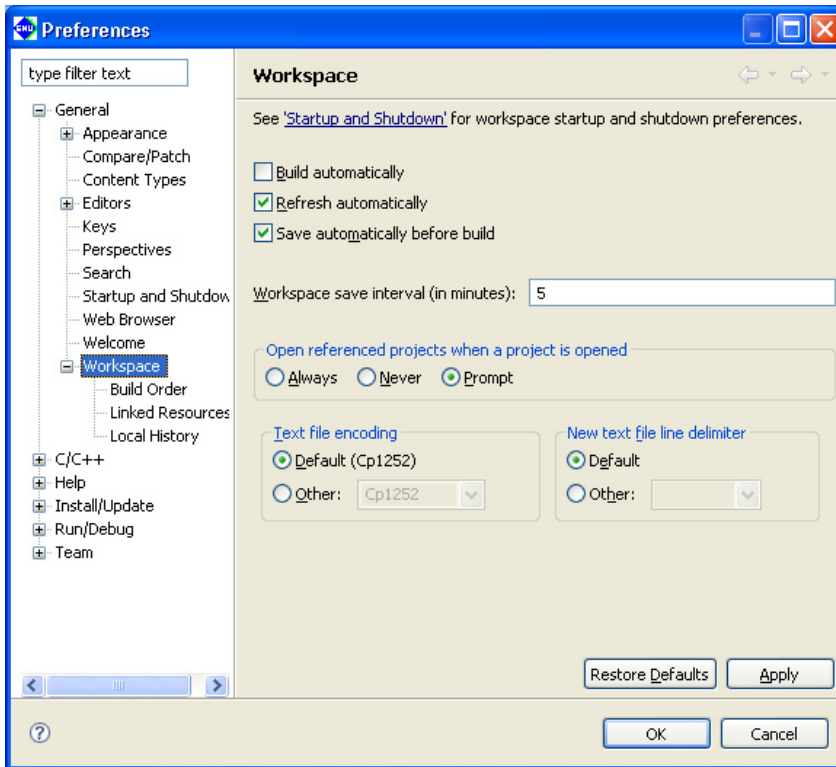 GNU Preferences
type filter text
General
Appearance
Compare/Patch
Content Types
Editors
Keys
Perspectives
Search
Startup and Shutdow
Web Browser
Welcome
Workspace
Build Order
Linked Resources
Local History
C/C++
Help
Install/Update
Run/Debug
Team
Workspace
See 'Startup and Shutdown' for workspace startup and shutdown preferences.
Build automatically
Refresh automatically
Save automatically before build
Workspace save interval (in minutes): 5
Open referenced projects when a project is opened
Always Never Prompt
Text file encoding
Default (Cp1252)
Other: Cp1252
New text file line delimiter
Default
Other:
Restore Defaults Apply
? OK Cancel